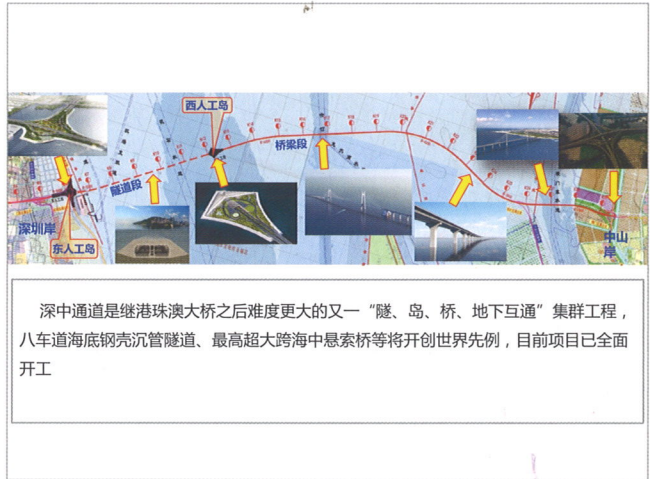 西人工岛
桥梁段
隧道段
深圳岸
东人工岛
中山
岸
深中通道是继港珠澳大桥之后难度更大的又一“隧、岛、桥、地下互通”集群工程，
八车道海底钢壳沉管隧道、最高超大跨海中悬索桥等将开创世界先例，目前项目已全面
开工